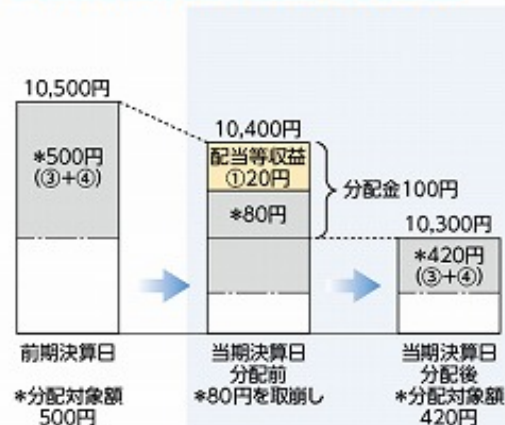 10,500円
*500円
(③+④)
10,400円
配当等収益
①20円
*80円
分配金100円
10,300円
*420円
(③+④)
前期決算日
*分配対象額
500円
当期決算日
分配前
*80円を取崩し
当期決算日
分配後
*分配対象額
420円